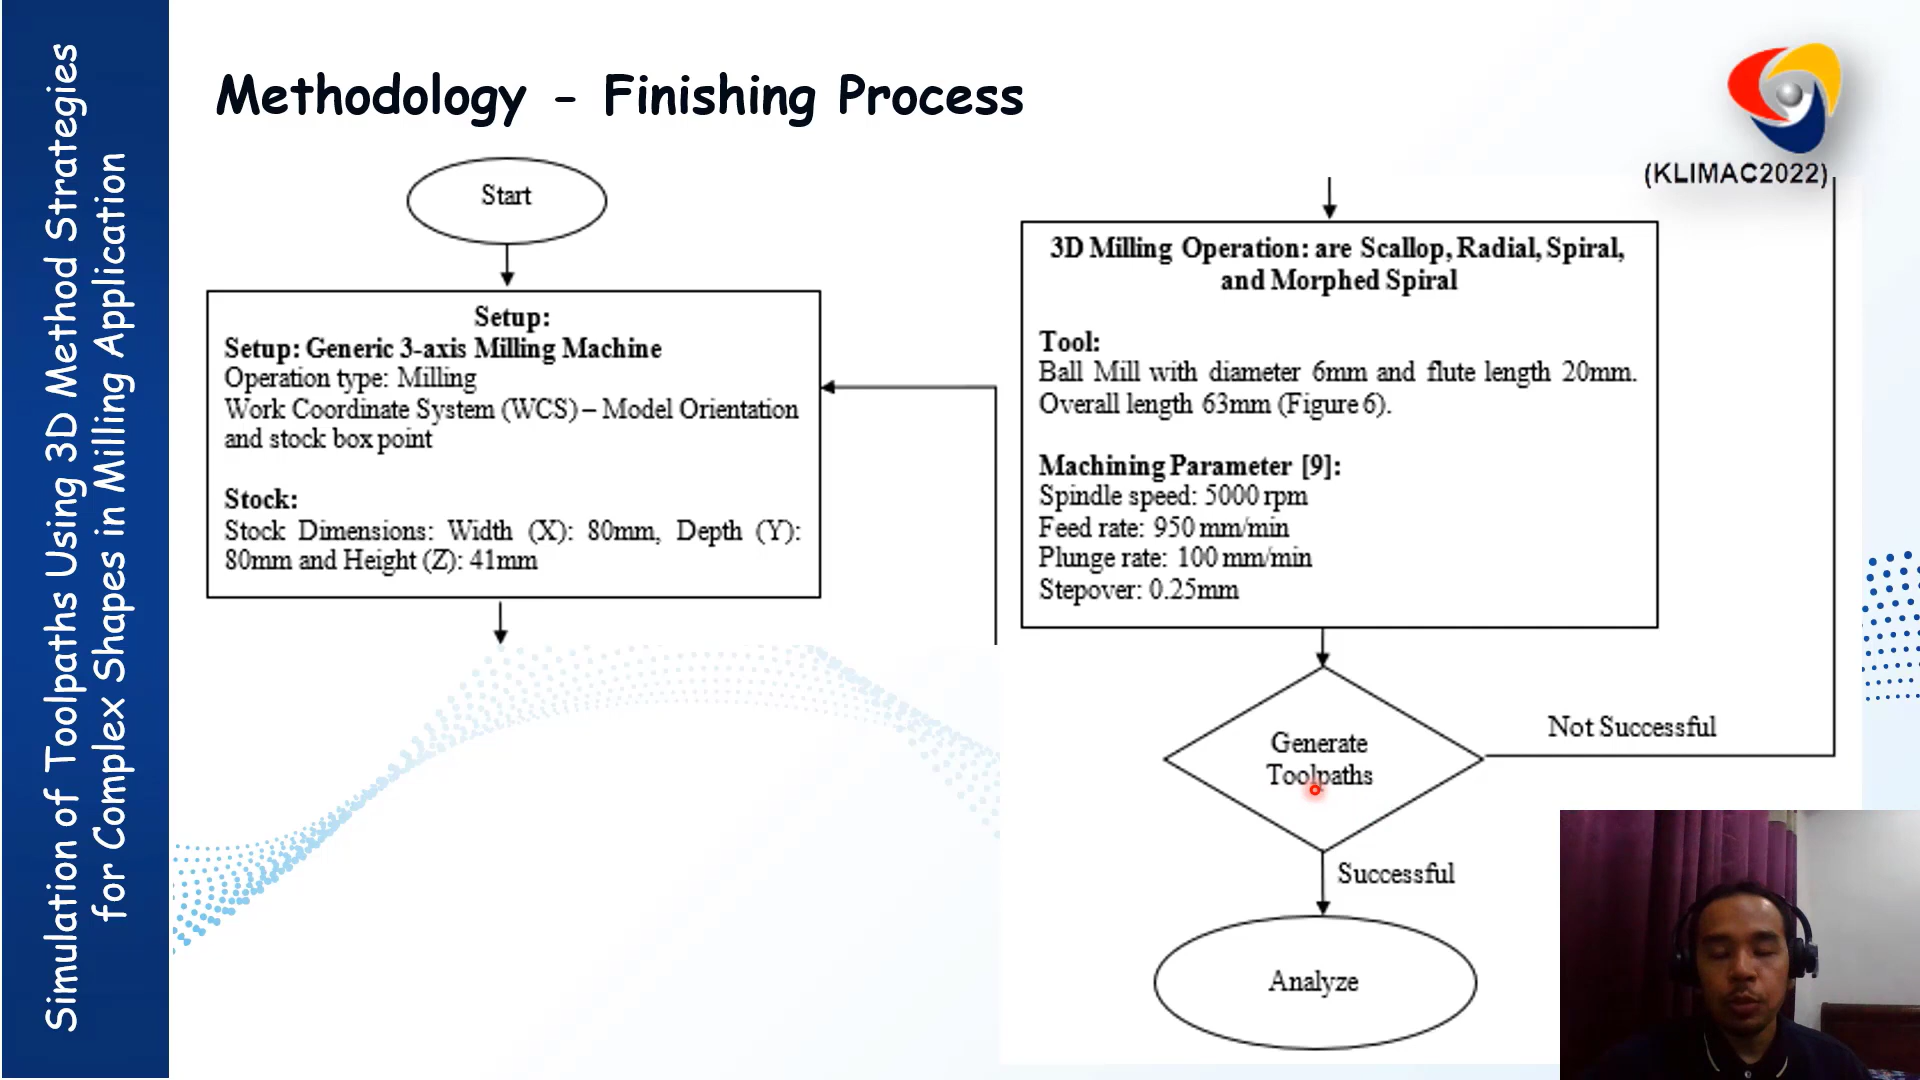 Simulation of Toolpaths Using 3D Method Strategies
for Complex Shapes in Milling Application
Methodology - Finishing Process
(KLIMAC2022)
Start
Setup:
Setup: Generic 3-axis Milling Machine
Operation type: Milling
Work Coordinate System (WCS) – Model Orientation
and stock box point
Stock:
Stock Dimensions: Width (X): 80mm, Depth (Y):
80mm and Height (Z): 41mm
3D Milling Operation: are Scallop, Radial, Spiral,
and Morphed Spiral
Tool:
Ball Mill with diameter 6mm and flute length 20mm.
Overall length 63mm (Figure 6).
Machining Parameter [9]:
Spindle speed: 5000 rpm
Feed rate: 950 mm/min
Plunge rate: 100 mm/min
Stepover: 0.25mm
Generate
Toolpaths
Not Successful
Successful
Analyze